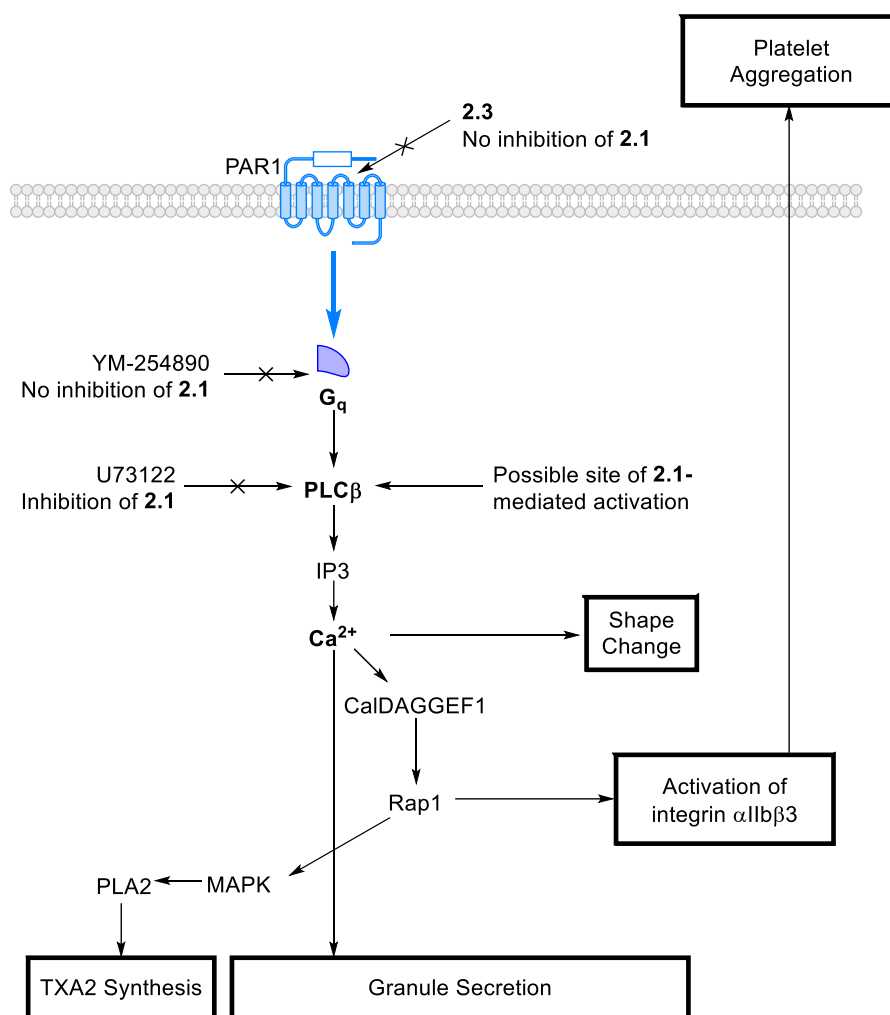 Platelet
Aggregation
2.3
No inhibition of 2.1
PAR1
YM-254890
No inhibition of 2.1
Gq
U73122
Inhibition of 2.1
PLCβ
Possible site of 2.1-
mediated activation
IP3
Ca2+
Shape
Change
CalDAGGEF1
Rap1
Activation of
integrin αIIbβ3
PLA2
MAPK
TXA2 Synthesis
Granule Secretion